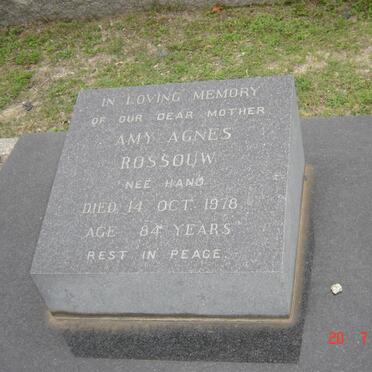 IN LOVING MEMORY
OF OUR DEAR MOTHER
AMY AGNES
ROSSOUW
NEE HAND
DIED 14 OCT. 1978
AGE 84 YEARS
REST IN PEACE.
20 7